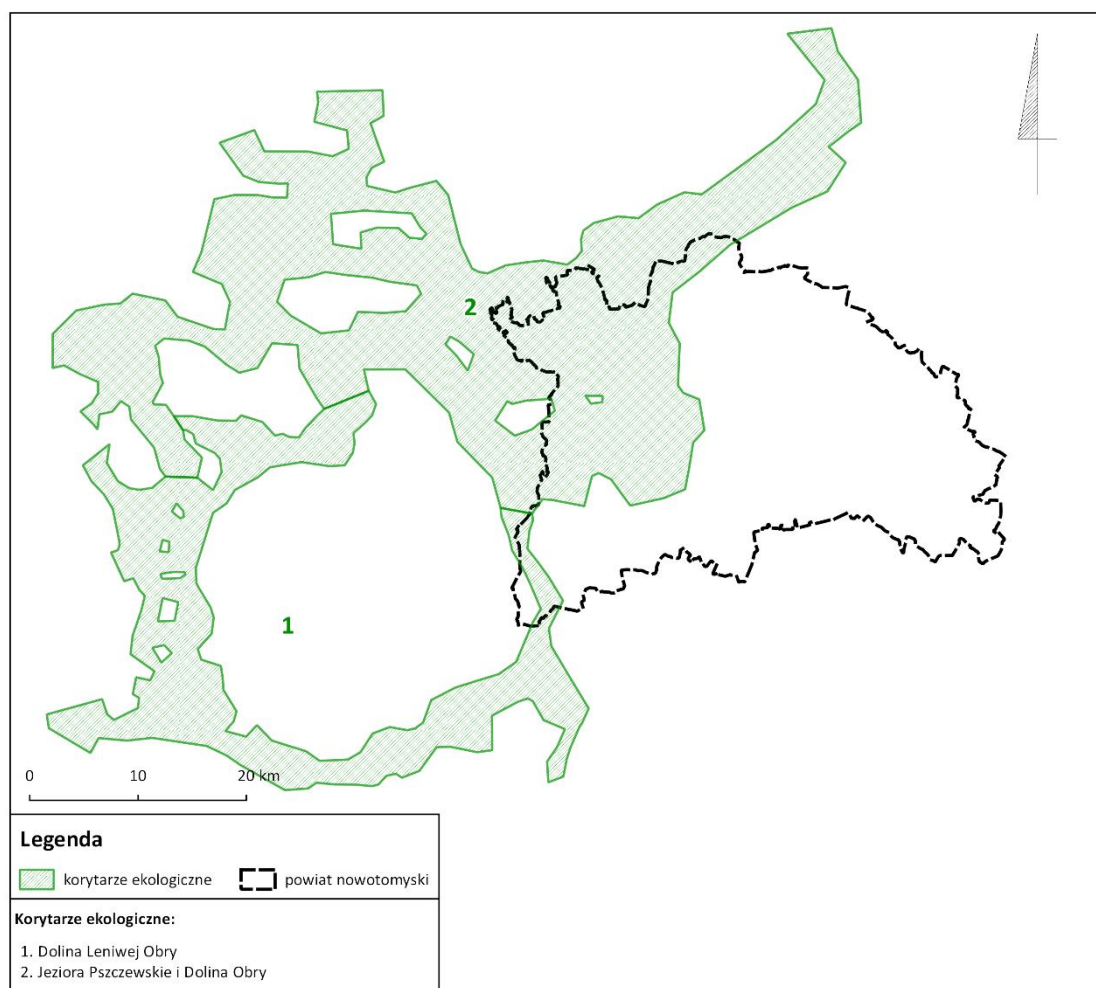 2
1
0 10 20 km
Legenda
korytarze ekologiczne powiat nowotomyski
Korytarze ekologiczne:
1. Dolina Leniwej Obry
2. Jeziora Pszczewskie i Dolina Obry